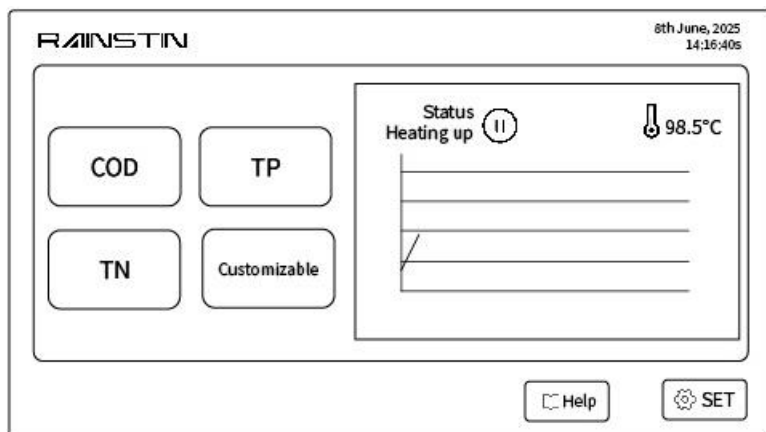 RAINSTIN
8th June, 2025
14:16:40s
Status
Heating up
98.5°C
COD
TP
TN
Customizable
Help
SET